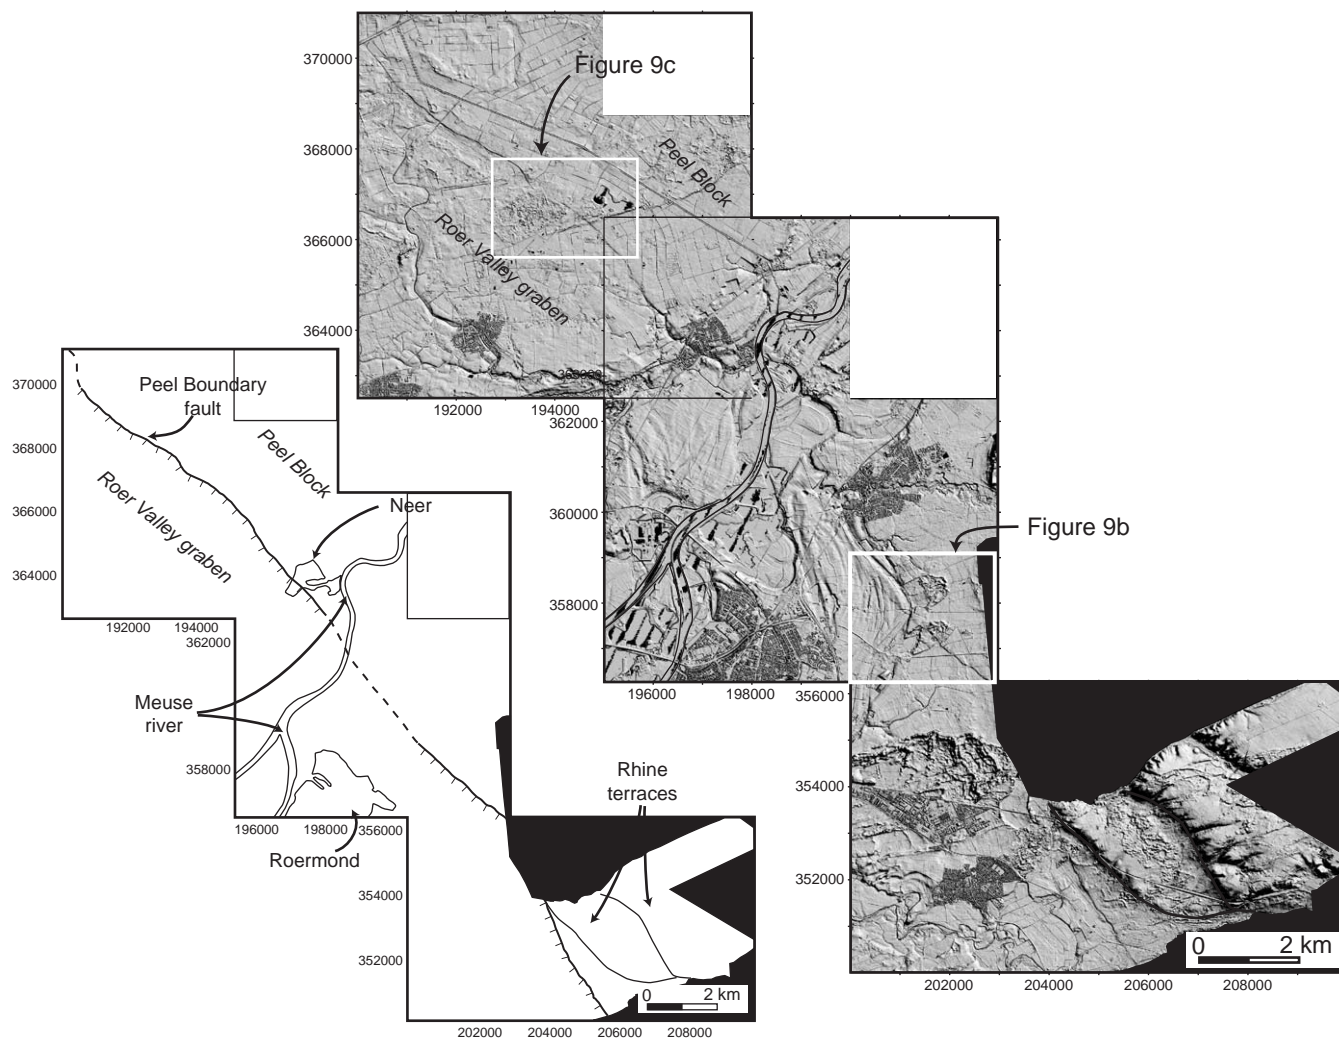 370000
Figure 9c
368000
Peel Block
366000
Roer Valley graben
364000
192000
194000
362000
360000
Figure 9b
358000
196000
198000
356000
354000
352000
0
2 km
202000
204000
206000
208000
370000
Peel Boundary
fault
368000
Peel Block
Roer Valley graben
Neer
366000
364000
192000
194000
362000
Meuse
river
358000
Rhine
terraces
196000
198000
356000
Roermond
354000
352000
0
2 km
202000
204000
206000
208000